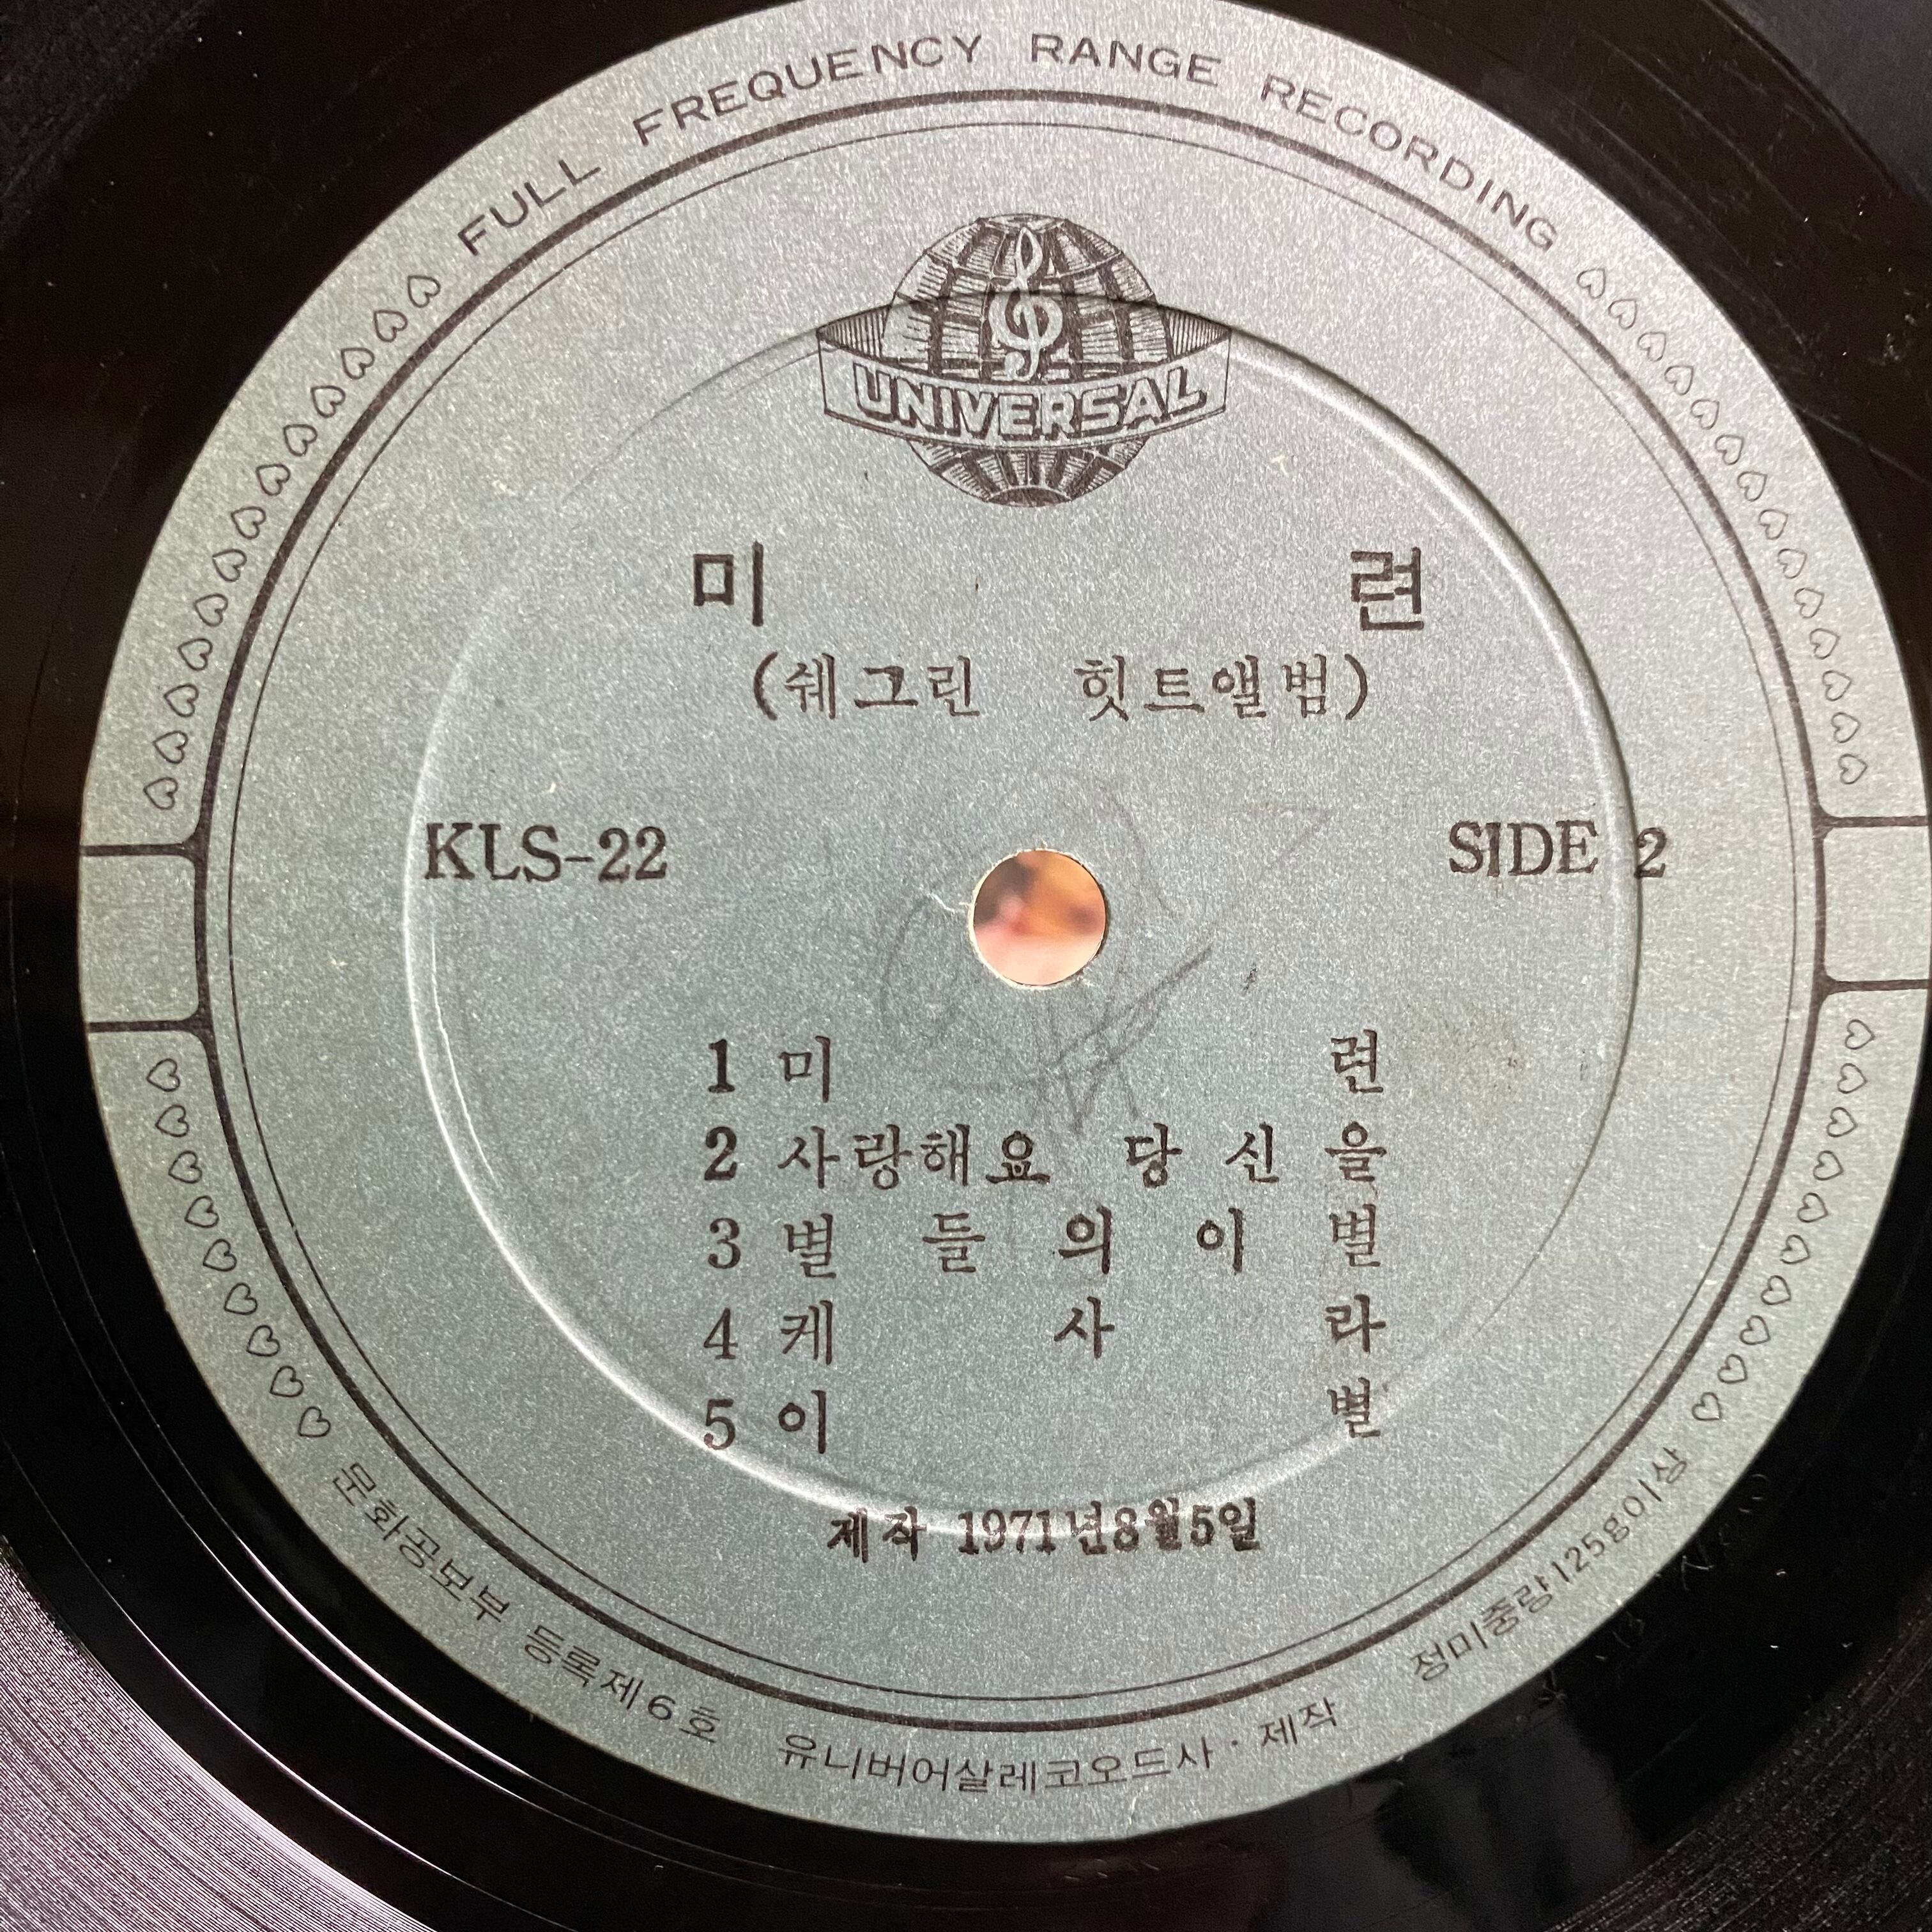 FULL FREQUENCY RANGE RECORDING
UNIVERSAL
미 련
(쉐그린 힛트앨범)
KLS-22
SIDE 2
1 미 련
2 사랑해요 당 신 을
3 별 들 의 이 별
4 케 사 라
5 이 별
제작 1971년8월5일
문화공보부 등록제6호 유니버어살레코오드사·제작 정미중량125g이상